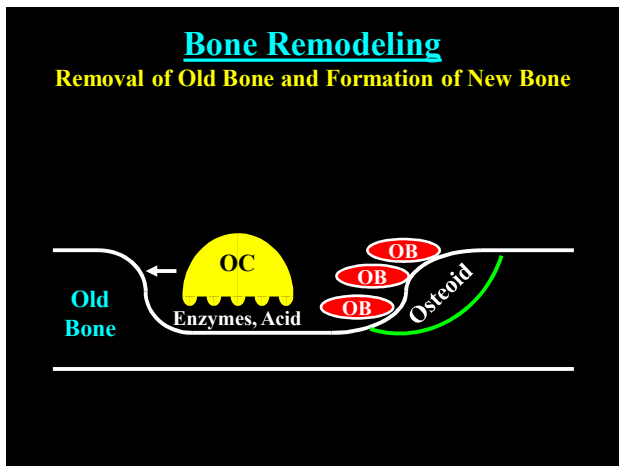 Bone Remodeling
Removal of Old Bone and Formation of New Bone
OB
OC
OB
Old
Bone
OB
Enzymes, Acid
Osteoid